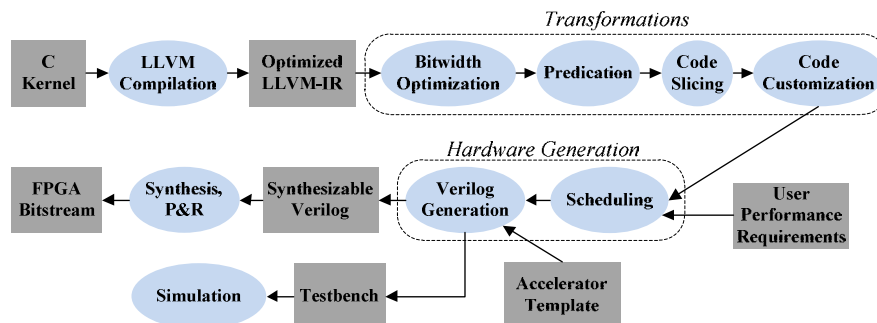 Transformations
C
Kernel
LLVM
Compilation
Optimized
LLVM-IR
Bitwidth
Optimization
Predication
Code
Slicing
Code
Customization
Hardware Generation
FPGA
Bitstream
Synthesis,
P&R
Synthesizable
Verilog
Verilog
Generation
Scheduling
User
Performance
Requirements
Simulation
Testbench
Accelerator
Template